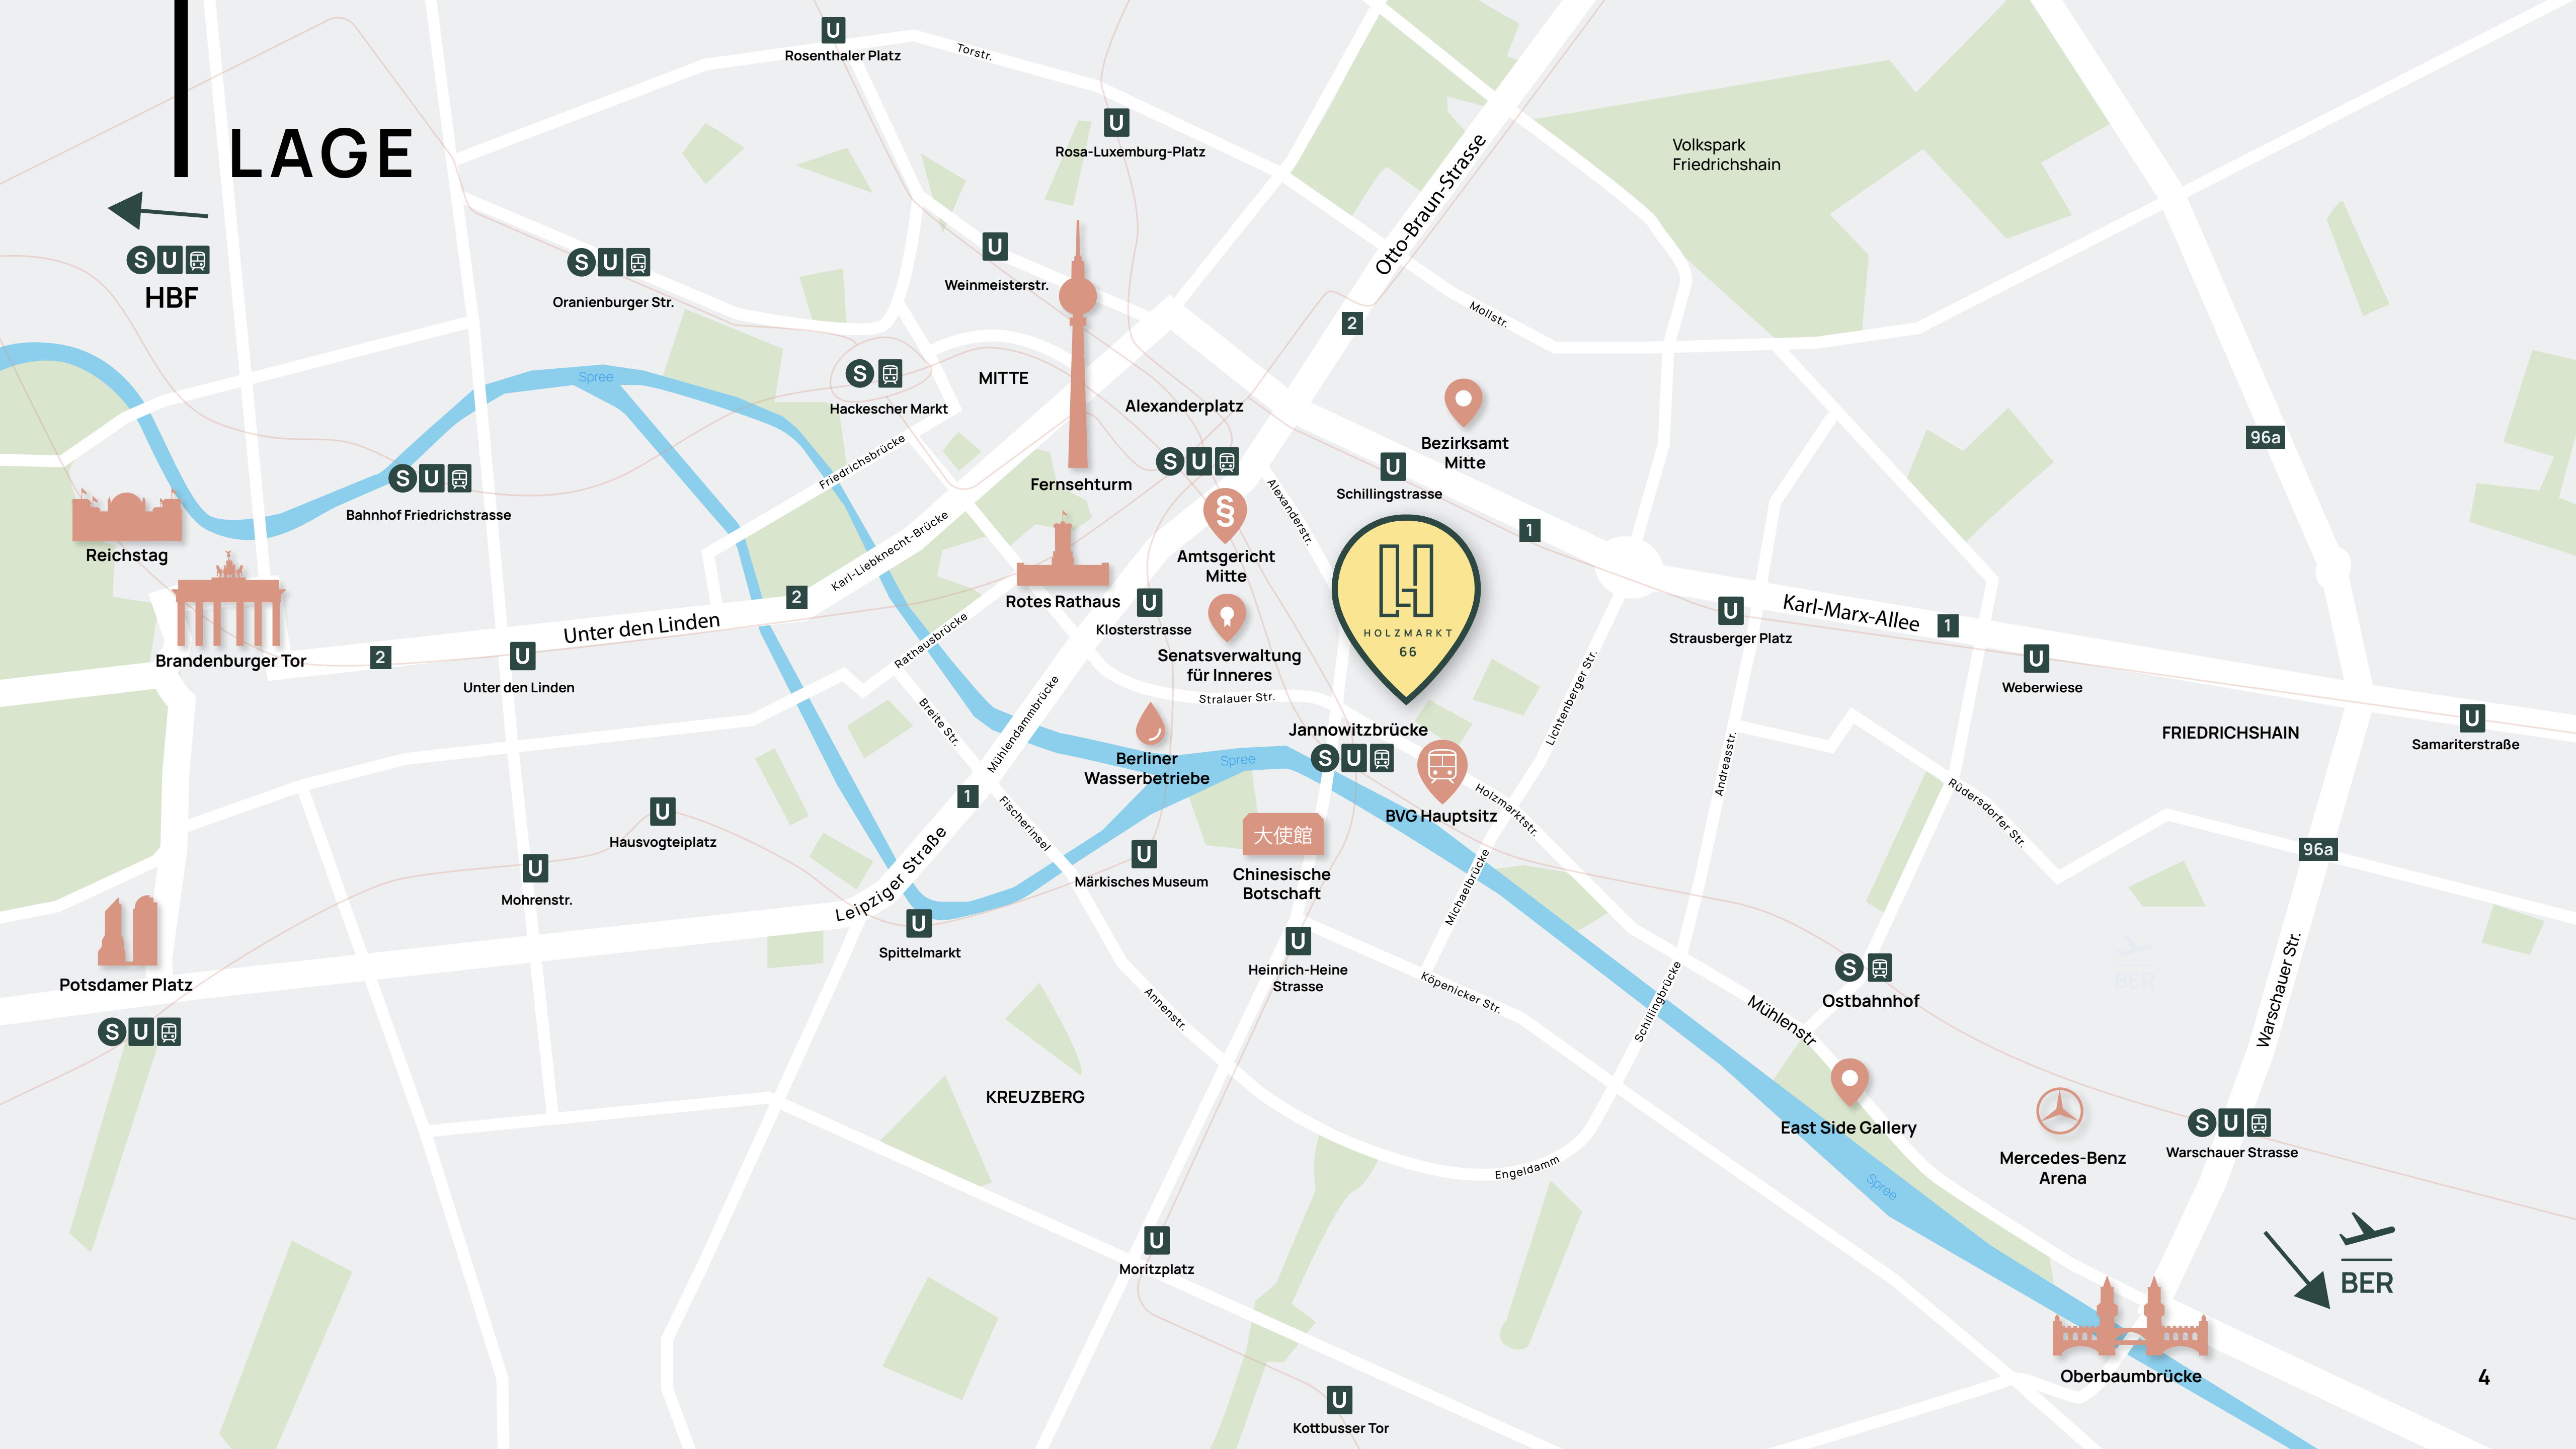 LAGE
U
Rosenthaler Platz
Torstr.
U
Rosa-Luxemburg-Platz
Volkspark
Friedrichshain
Otto-Braun-Strasse
S U
HBF
S U
Oranienburger Str.
U
Weinmeisterstr.
2
Mollstr.
Spree
S
Hackescher Markt
MITTE
Alexanderplatz
S U
Bezirksamt
Mitte
U
Schillingstrasse
96a
Friedrichsbrücke
S U
Bahnhof Friedrichstrasse
Fernsehturm
Alexanderstr.
§
Amtsgericht
Mitte
1
Reichstag
Karl-Liebknecht-Brücke
Rotes Rathaus
U
Klosterstrasse
HOLZMARKT
66
2
Unter den Linden
Brandenburger Tor
2
U
Unter den Linden
Rathausbrücke
Senatsverwaltung
für Inneres
Stralauer Str.
U
Strausberger Platz
Karl-Marx-Allee
1
U
Weberwiese
Lichtenberger Str.
Breite Str.
Mühlendammbrücke
Berliner
Wasserbetriebe
Spree
Jannowitzbrücke
S U
BVG Hauptsitz
Holzmarktstr.
Andreasstr.
FRIEDRICHSHAIN
U
Samariterstraße
Rüdersdorfer Str.
1
Fischerinsel
U
Hausvogteiplatz
U
Mohrenstr.
Leipziger Straße
U
Märkisches Museum
大使館
Chinesische
Botschaft
Michaelbrücke
96a
Potsdamer Platz
S U
U
Spittelmarkt
U
Heinrich-Heine
Strasse
Köpenicker Str.
Annenstr.
Schillingbrücke
S
Ostbahnhof
Mühlenstr
BER
Warschauer Str.
KREUZBERG
East Side Gallery
Mercedes-Benz
Arena
S U
Warschauer Strasse
Engeldamm
Spree
U
Moritzplatz
BER
U
Kottbusser Tor
Oberbaumbrücke
4